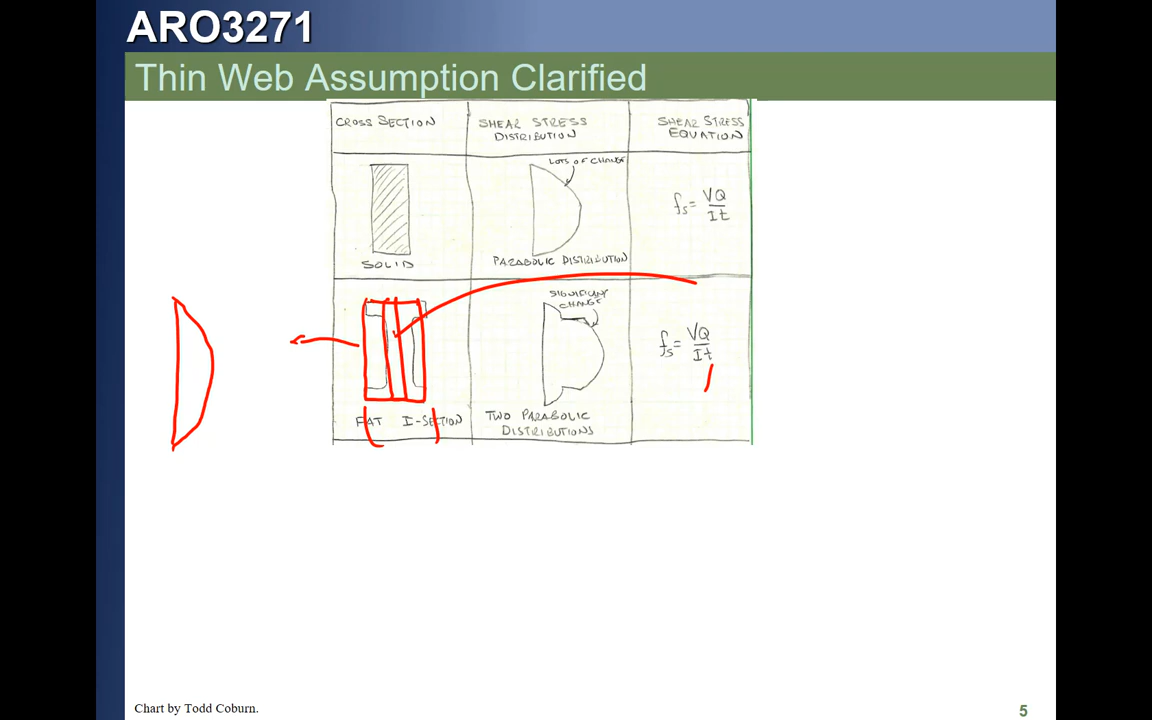 ARO3271
Thin Web Assumption Clarified
CROSS SECTION
SHEAR STRESS
DISTRIBUTION
SHEAR STRESS
EQUATION
LOTS OF CHANGE
SOLID
PARABOLIC DISTRIBUTION
fs = VQ/It
SIGNIFICANT
CHANGE
FAT I-SECTION
TWO PARABOLIC
DISTRIBUTIONS
fs = VQ/It
Chart by Todd Coburn.
5